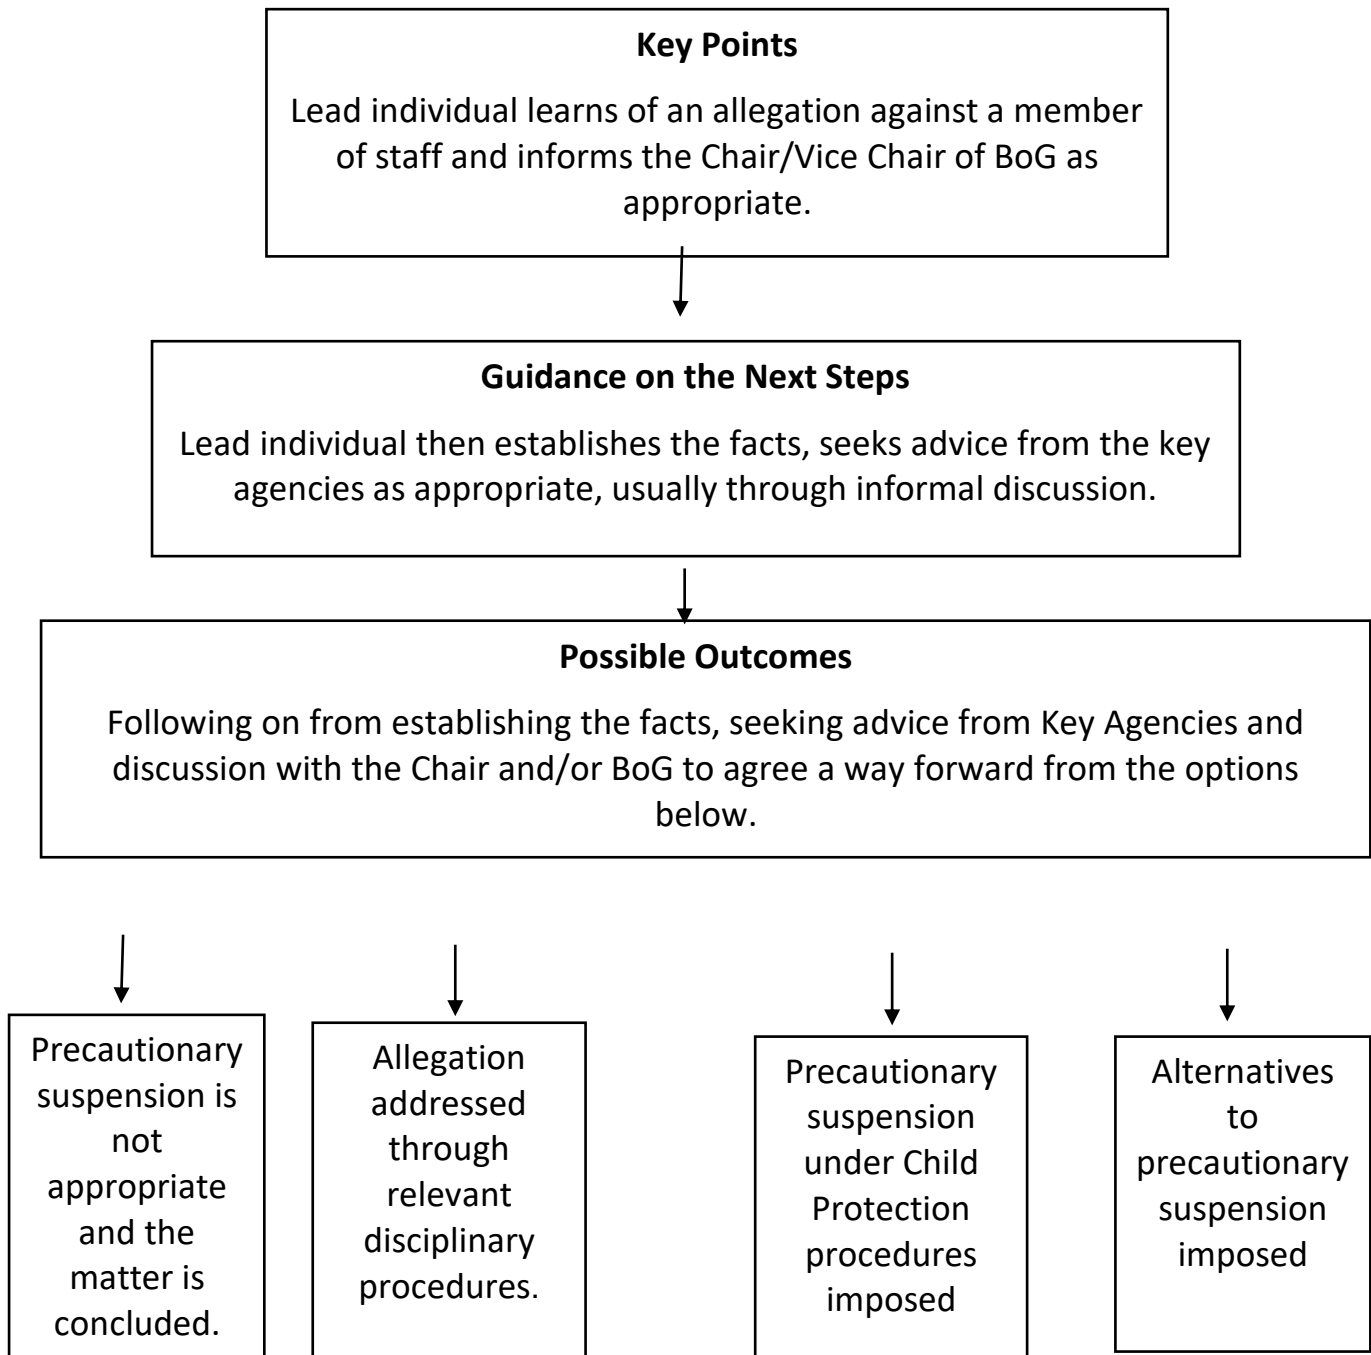 Key Points
Lead individual learns of an allegation against a member
of staff and informs the Chair/Vice Chair of BoG as
appropriate.
Guidance on the Next Steps
Lead individual then establishes the facts, seeks advice from the key
agencies as appropriate, usually through informal discussion.
Possible Outcomes
Following on from establishing the facts, seeking advice from Key Agencies and
discussion with the Chair and/or BoG to agree a way forward from the options
below.
Precautionary
suspension is
not
appropriate
and the
matter is
concluded.
Allegation
addressed
through
relevant
disciplinary
procedures.
Precautionary
suspension
under Child
Protection
procedures
imposed
Alternatives
to
precautionary
suspension
imposed